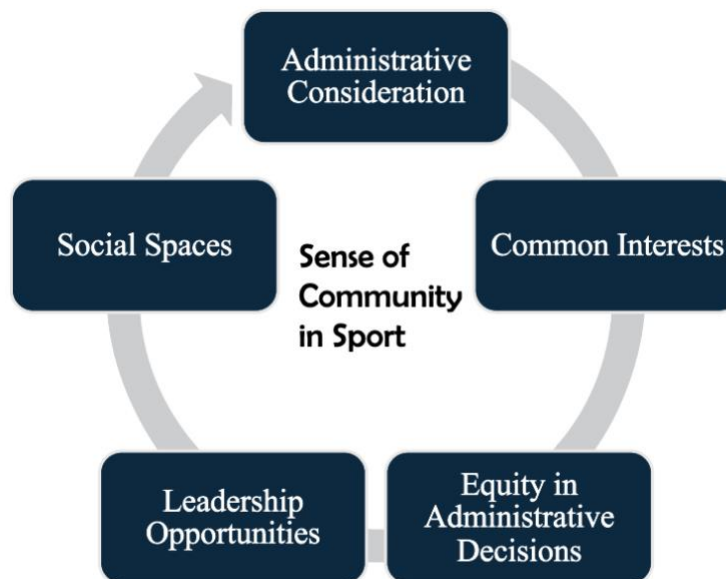 Administrative
Consideration
Social Spaces
Common Interests
Sense of
Community
in Sport
Leadership
Opportunities
Equity in
Administrative
Decisions